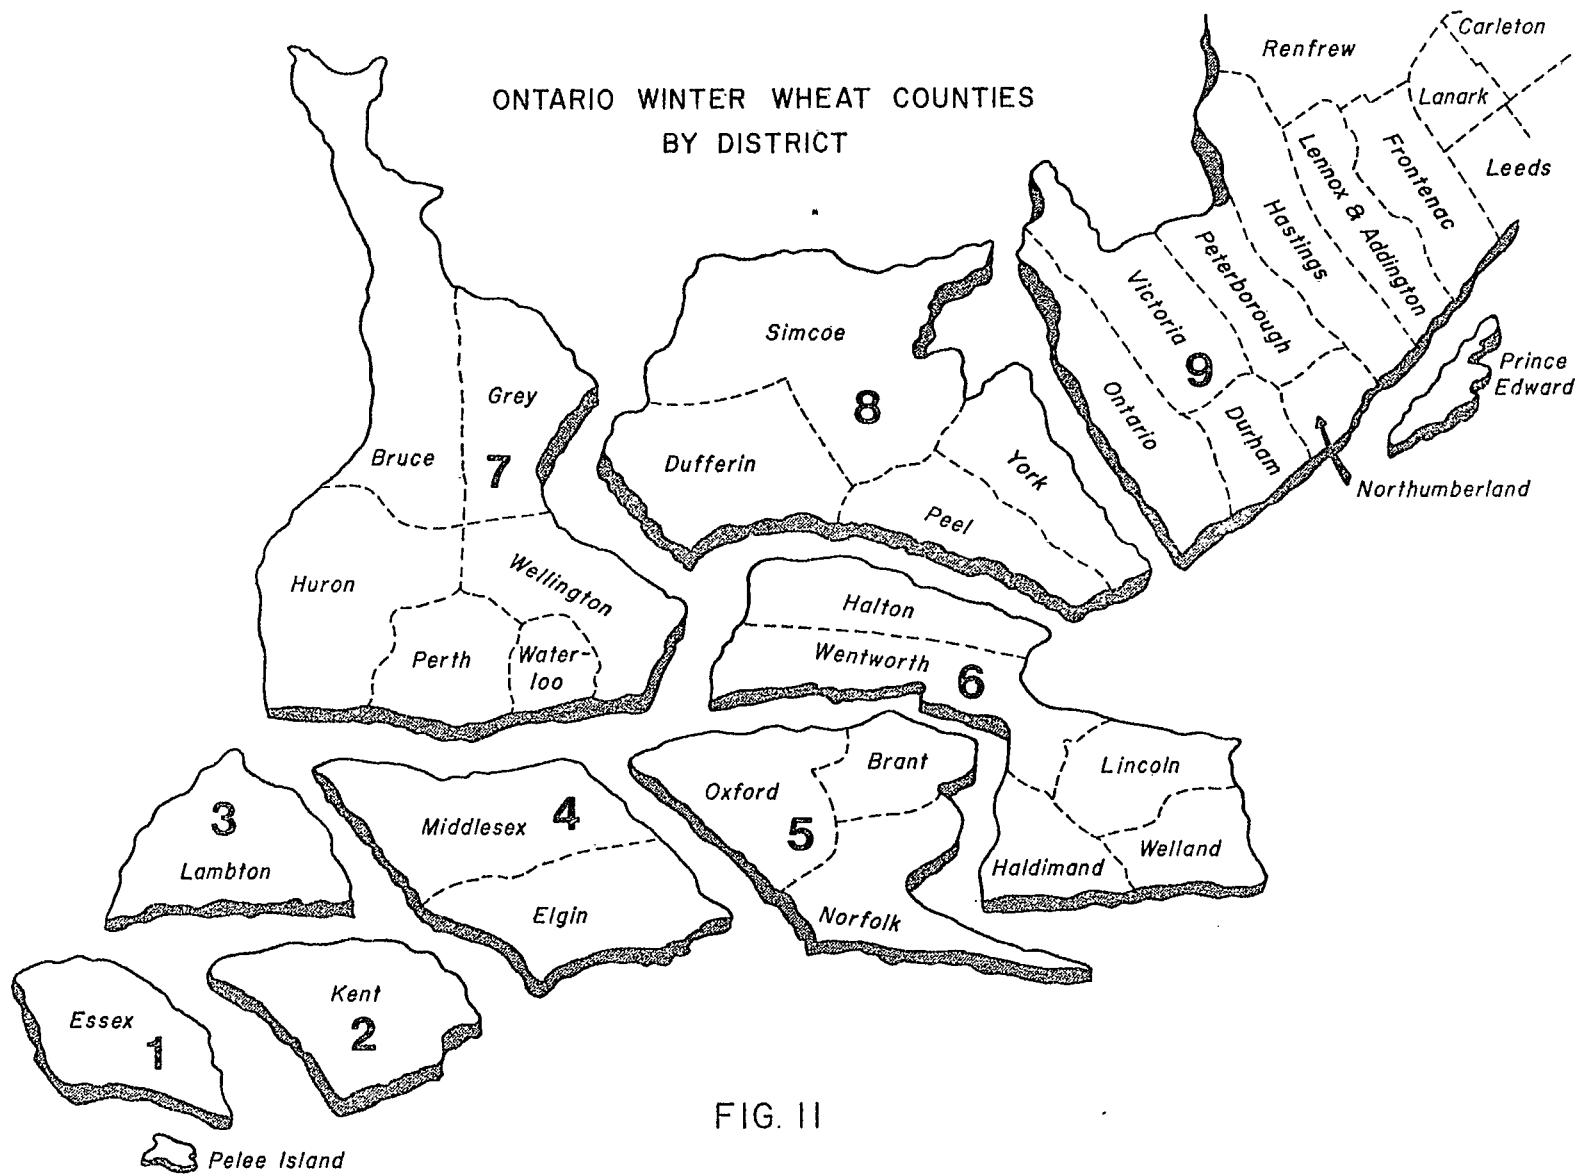 ONTARIO WINTER WHEAT COUNTIES
BY DISTRICT
Renfrew
Carleton
Lanark
Leeds
Frontenac
Lennox & Addington
Hastings
Peterborough
Victoria
9
Ontario
Durham
Prince
Edward
Northumberland
Simcoe
8
Dufferin
York
Peel
Grey
Bruce
7
Huron
Wellington
Perth
Water-
loo
Halton
Wentworth
6
Lincoln
Welland
Haldimand
Brant
Oxford
5
Norfolk
Middlesex
4
Elgin
3
Lambton
Kent
2
Essex
1
Pelee Island
FIG. 11